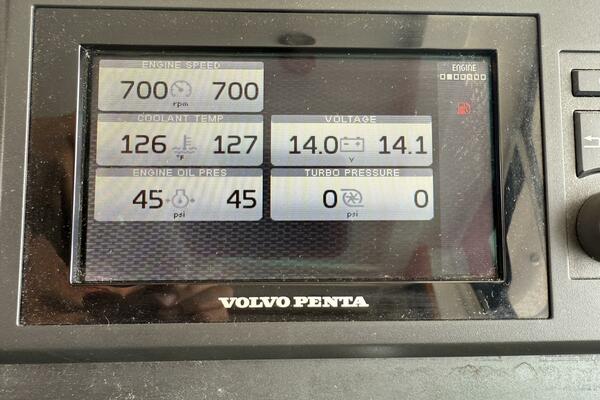 ENGINE SPEED
700 700
rpm
ENGINE
COOLANT TEMP
126 127
°F
VOLTAGE
14.0 14.1
V
ENGINE OIL PRES
45 45
psi
TURBO PRESSURE
0 0
psi
VOLVO PENTA